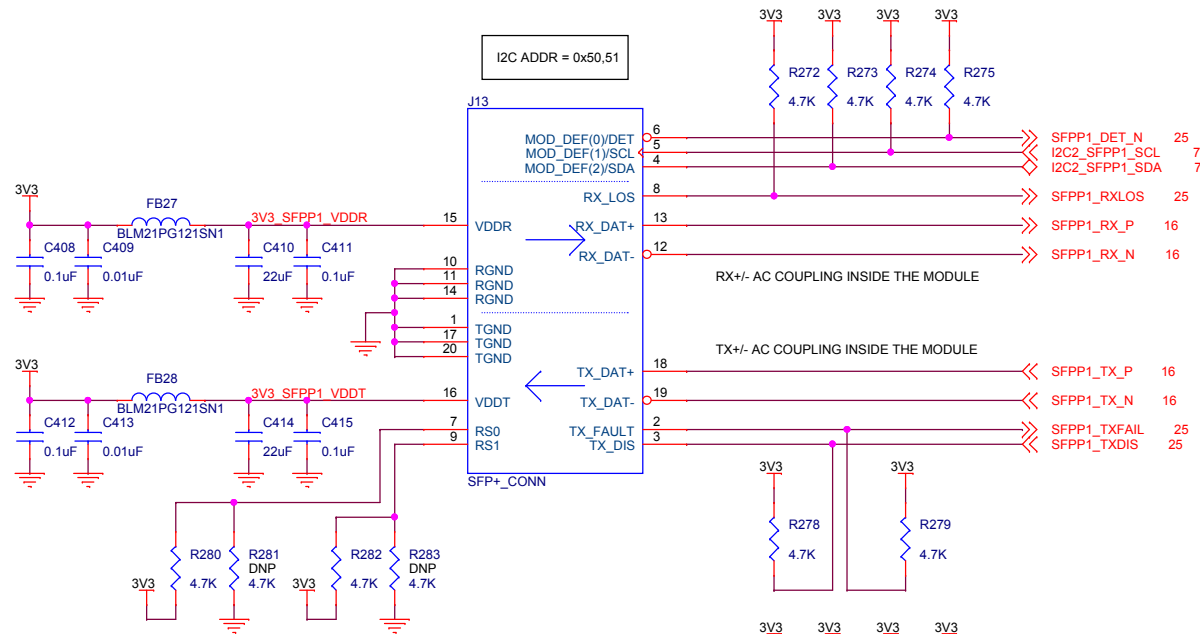 3V3 3V3 3V3 3V3
I2C ADDR = 0x50,51
R272 R273 R274 R275
4.7K 4.7K 4.7K 4.7K
J13
MOD_DEF(0)/DET 6 SFPP1_DET_N 25
MOD_DEF(1)/SCL 5 I2C2_SFPP1_SCL 7
MOD_DEF(2)/SDA 4 I2C2_SFPP1_SDA 7
RX_LOS 8 SFPP1_RXLOS 25
3V3
FB27
BLM21PG121SN1
3V3_SFPP1_VDDR 15 VDDR
RX_DAT+ 13 SFPP1_RX_P 16
RX_DAT- 12 SFPP1_RX_N 16
C408 C409 C410 C411
0.1uF 0.01uF 22uF 0.1uF
10 RGND
11 RGND
14 RGND
RX+/- AC COUPLING INSIDE THE MODULE
1 TGND
17 TGND
20 TGND
TX+/- AC COUPLING INSIDE THE MODULE
TX_DAT+ 18 SFPP1_TX_P 16
TX_DAT- 19 SFPP1_TX_N 16
3V3
FB28
BLM21PG121SN1
3V3_SFPP1_VDDT 16 VDDT
C412 C413 C414 C415
0.1uF 0.01uF 22uF 0.1uF
7 RS0
9 RS1
TX_FAULT 2 SFPP1_TXFAIL 25
TX_DIS 3 SFPP1_TXDIS 25
SFP+_CONN
3V3 3V3
R278 R279
4.7K 4.7K
R280 R281 R282 R283
DNP DNP
4.7K 4.7K 4.7K 4.7K
3V3 3V3
3V3 3V3 3V3 3V3